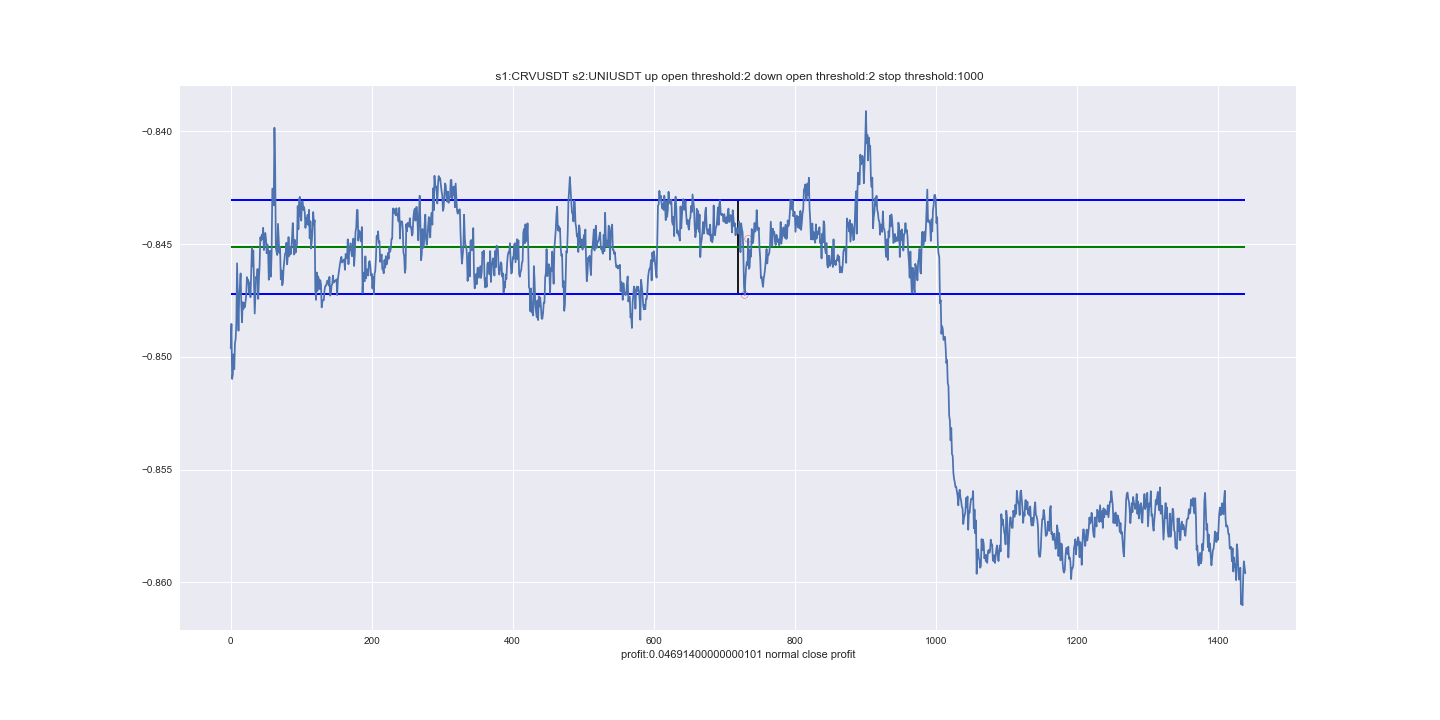 s1:CRVUSDT s2:UNIUSDT up open threshold:2 down open threshold:2 stop threshold:1000
−0.840
−0.845
−0.850
−0.855
−0.860
0 200 400 600 800 1000 1200 1400
profit:0.04691400000000101 normal close profit